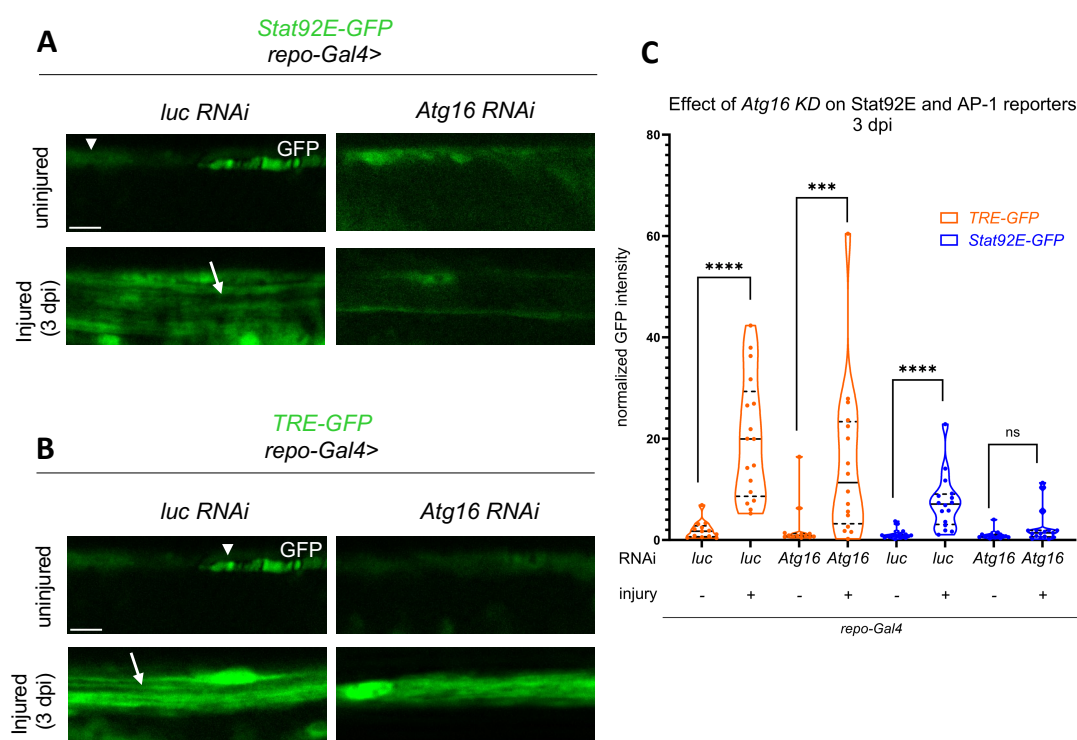 A
Stat92E-GFP
repo-Gal4>
luc RNAi
Atg16 RNAi
uninjured
GFP
Injured
(3 dpi)
B
TRE-GFP
repo-Gal4>
luc RNAi
Atg16 RNAi
uninjured
GFP
Injured
(3 dpi)
C
Effect of Atg16 KD on Stat92E and AP-1 reporters
3 dpi
normalized GFP intensity
80
60
40
20
0
****
***
****
ns
TRE-GFP
Stat92E-GFP
RNAi luc luc Atg16 Atg16 luc luc Atg16 Atg16
injury - + - + - + - +
repo-Gal4